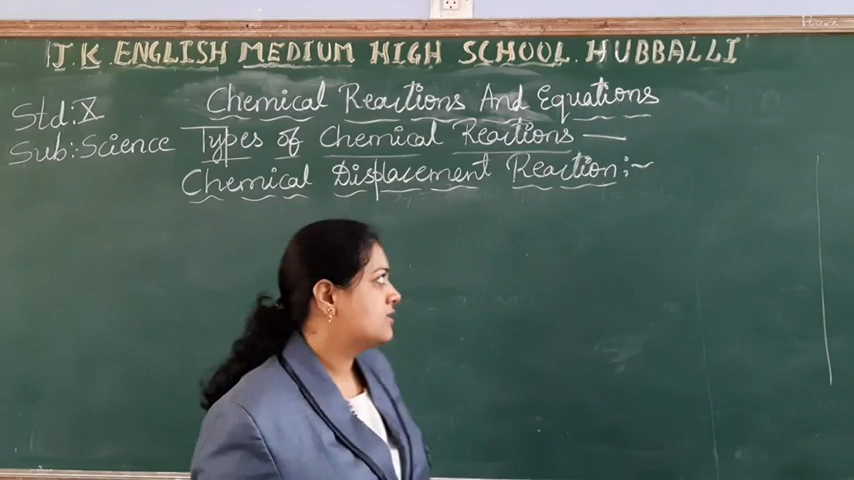 J K ENGLISH MEDIUM HIGH SCHOOL HUBBALLI
Std:X
Sub:-Science
Chemical Reactions And Equations
Types of Chemical Reactions —
Chemical Displacement Reaction:~